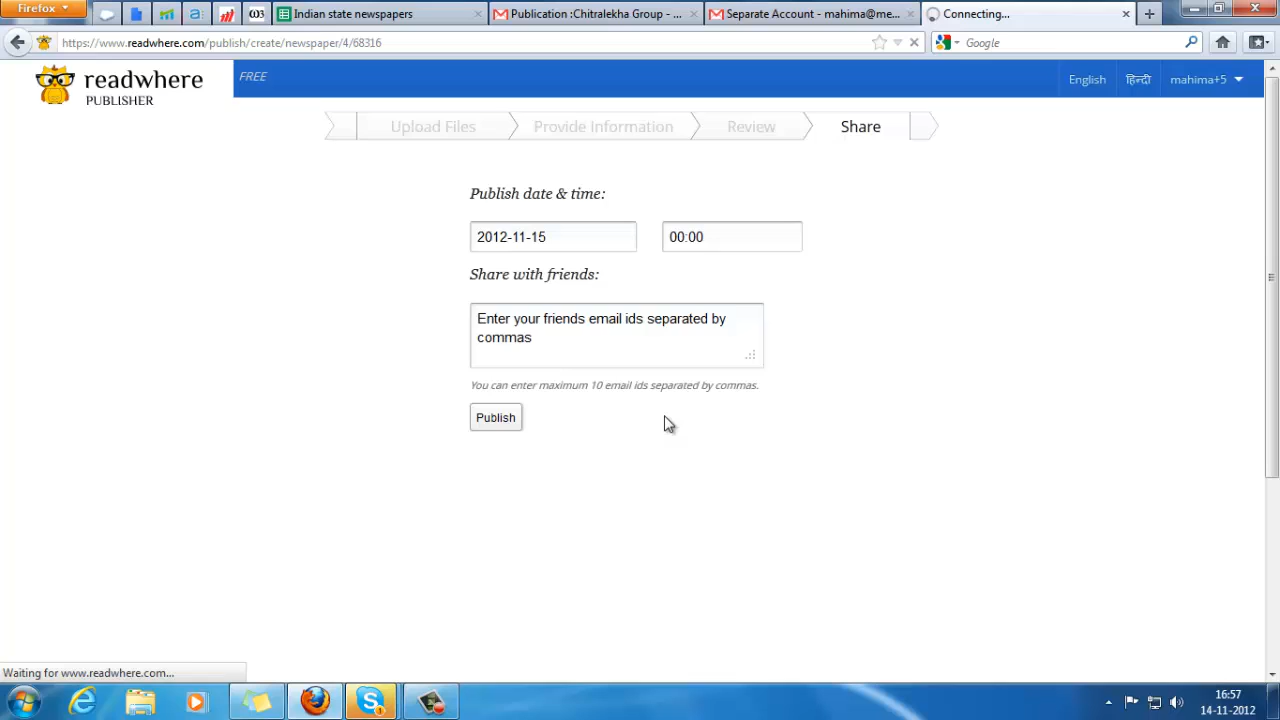 Firefox
Indian state newspapers
Publication :Chitralekha Group - ...
Separate Account - mahima@me...
Connecting...
https://www.readwhere.com/publish/create/newspaper/4/68316
Google
readwhere
PUBLISHER
FREE
English
हिन्दी
mahima+5
Upload Files
Provide Information
Review
Share
Publish date & time:
2012-11-15
00:00
Share with friends:
Enter your friends email ids separated by
commas
You can enter maximum 10 email ids separated by commas.
Publish
Waiting for www.readwhere.com...
16:57
14-11-2012